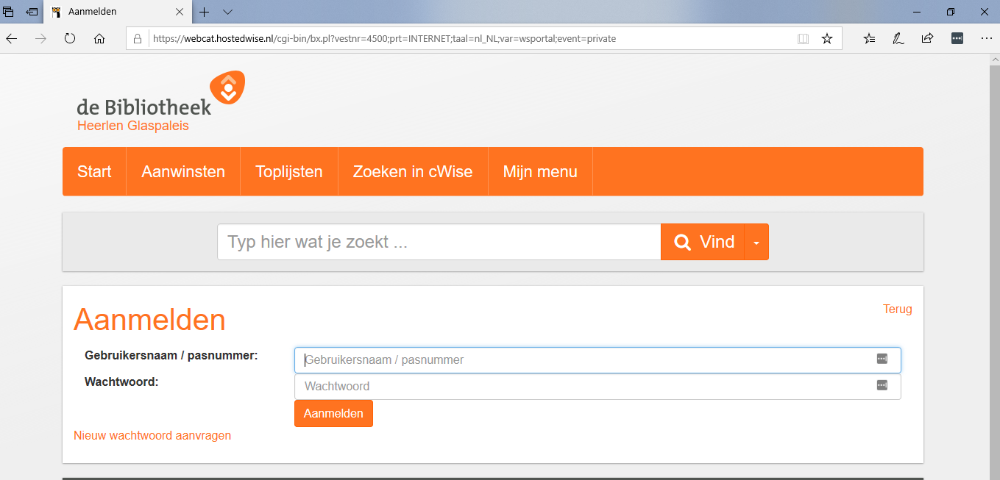 Aanmelden
https://webcat.hostedwise.nl/cgi-bin/bx.pl?vestnr=4500;prt=INTERNET;taal=nl_NL;var=wsportal;event=private
de Bibliotheek
Heerlen Glaspaleis
Start Aanwinsten Toplijsten Zoeken in cWise Mijn menu
Typ hier wat je zoekt ... Vind
Terug
Aanmelden
Gebruikersnaam / pasnummer: Gebruikersnaam / pasnummer
Wachtwoord: Wachtwoord
Aanmelden
Nieuw wachtwoord aanvragen